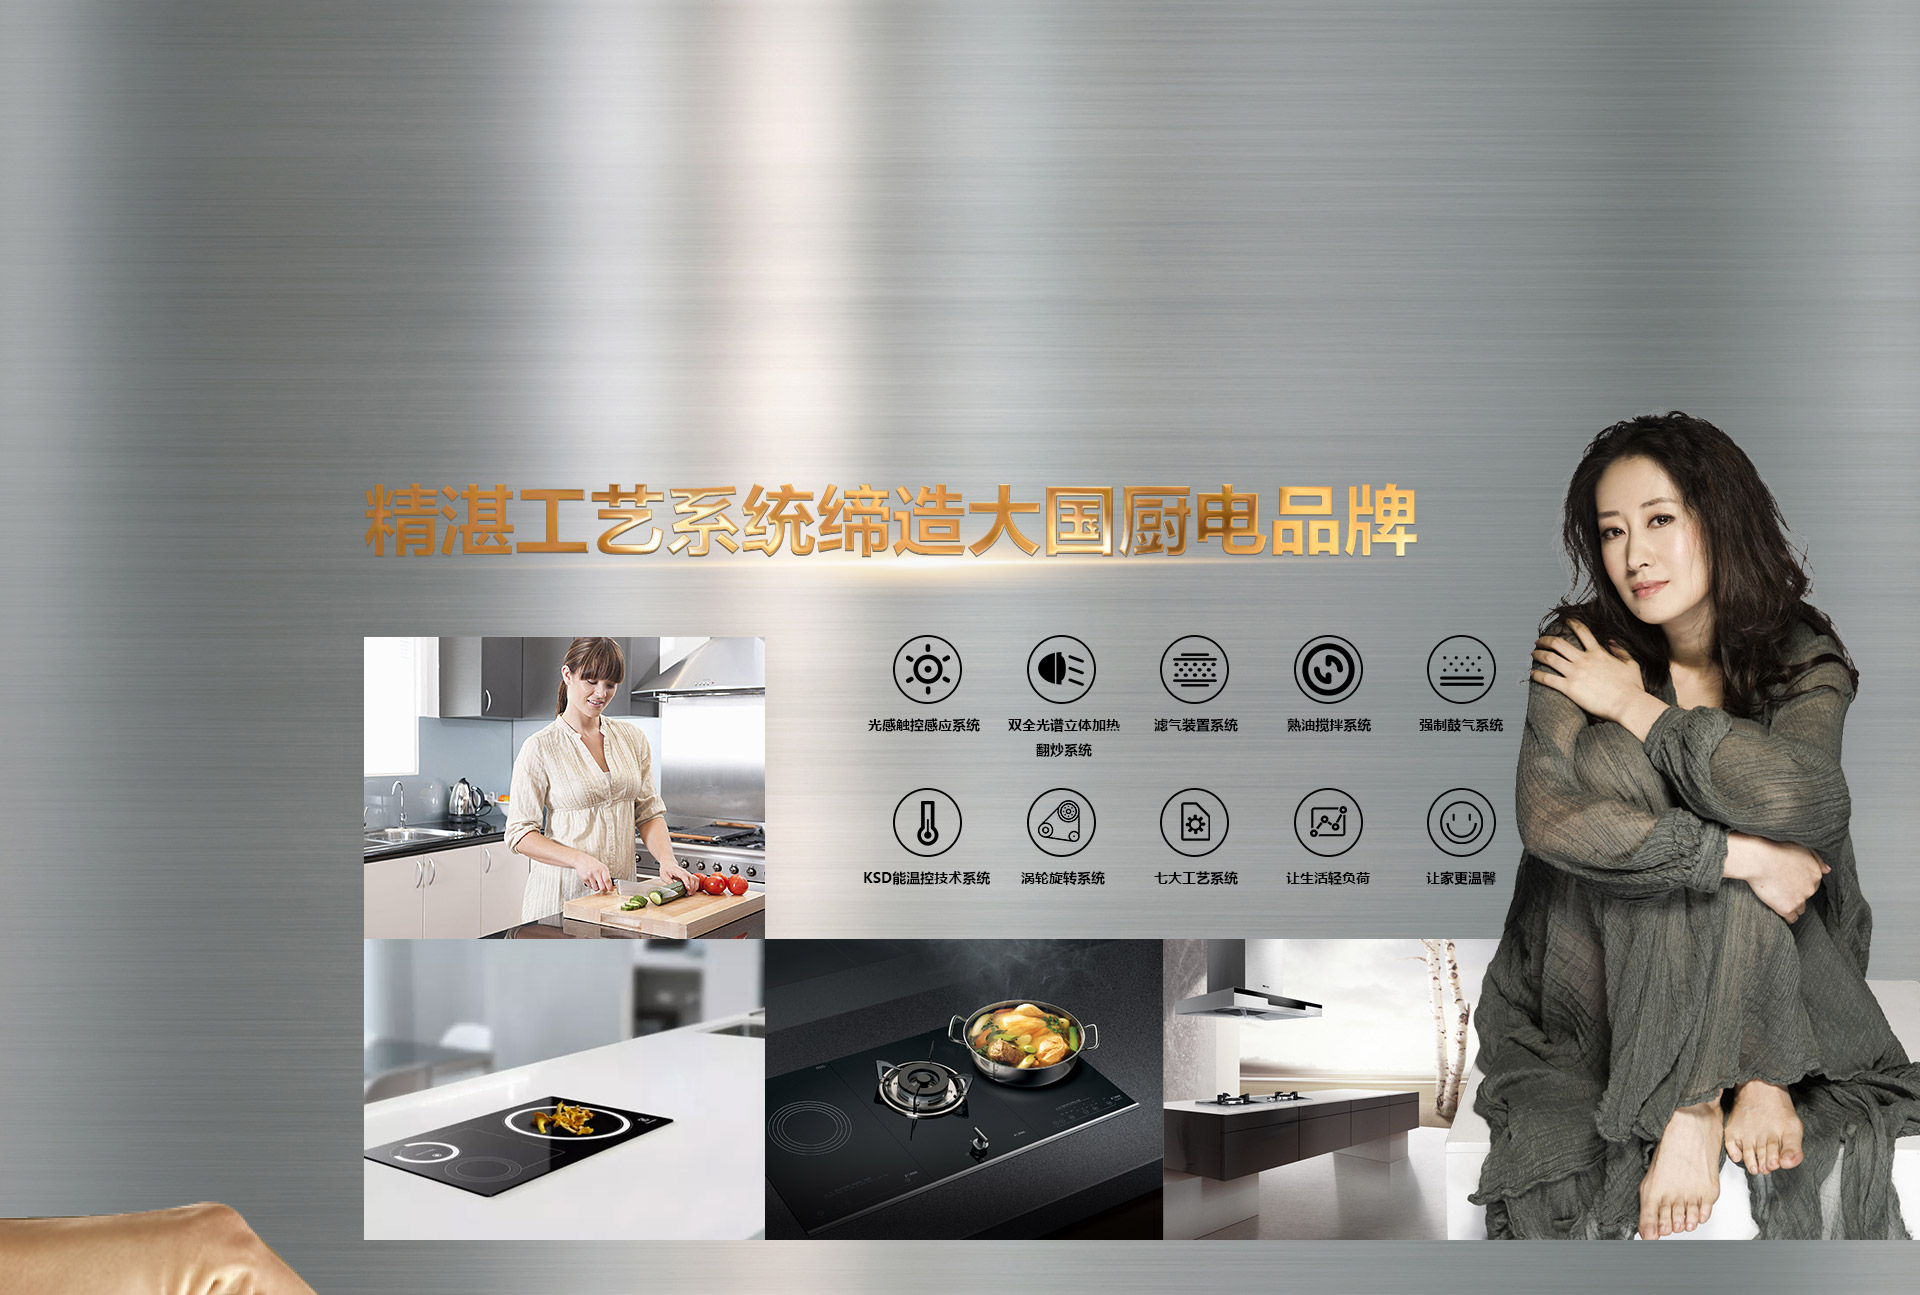 精湛工艺系统缔造大国厨电品牌
光感触控感应系统
双全光谱立体加热
翻炒系统
滤气装置系统
熟油搅拌系统
强制鼓气系统
KSD能温控技术系统
涡轮旋转系统
七大工艺系统
让生活轻负荷
让家更温馨